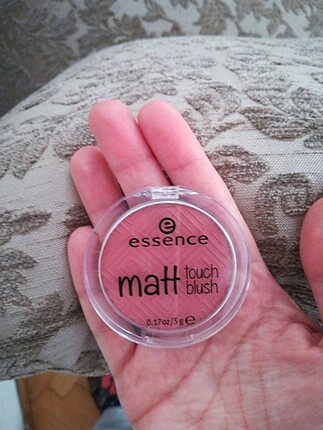 essence
matt touch
blush
0.17 oz/5 g ℮